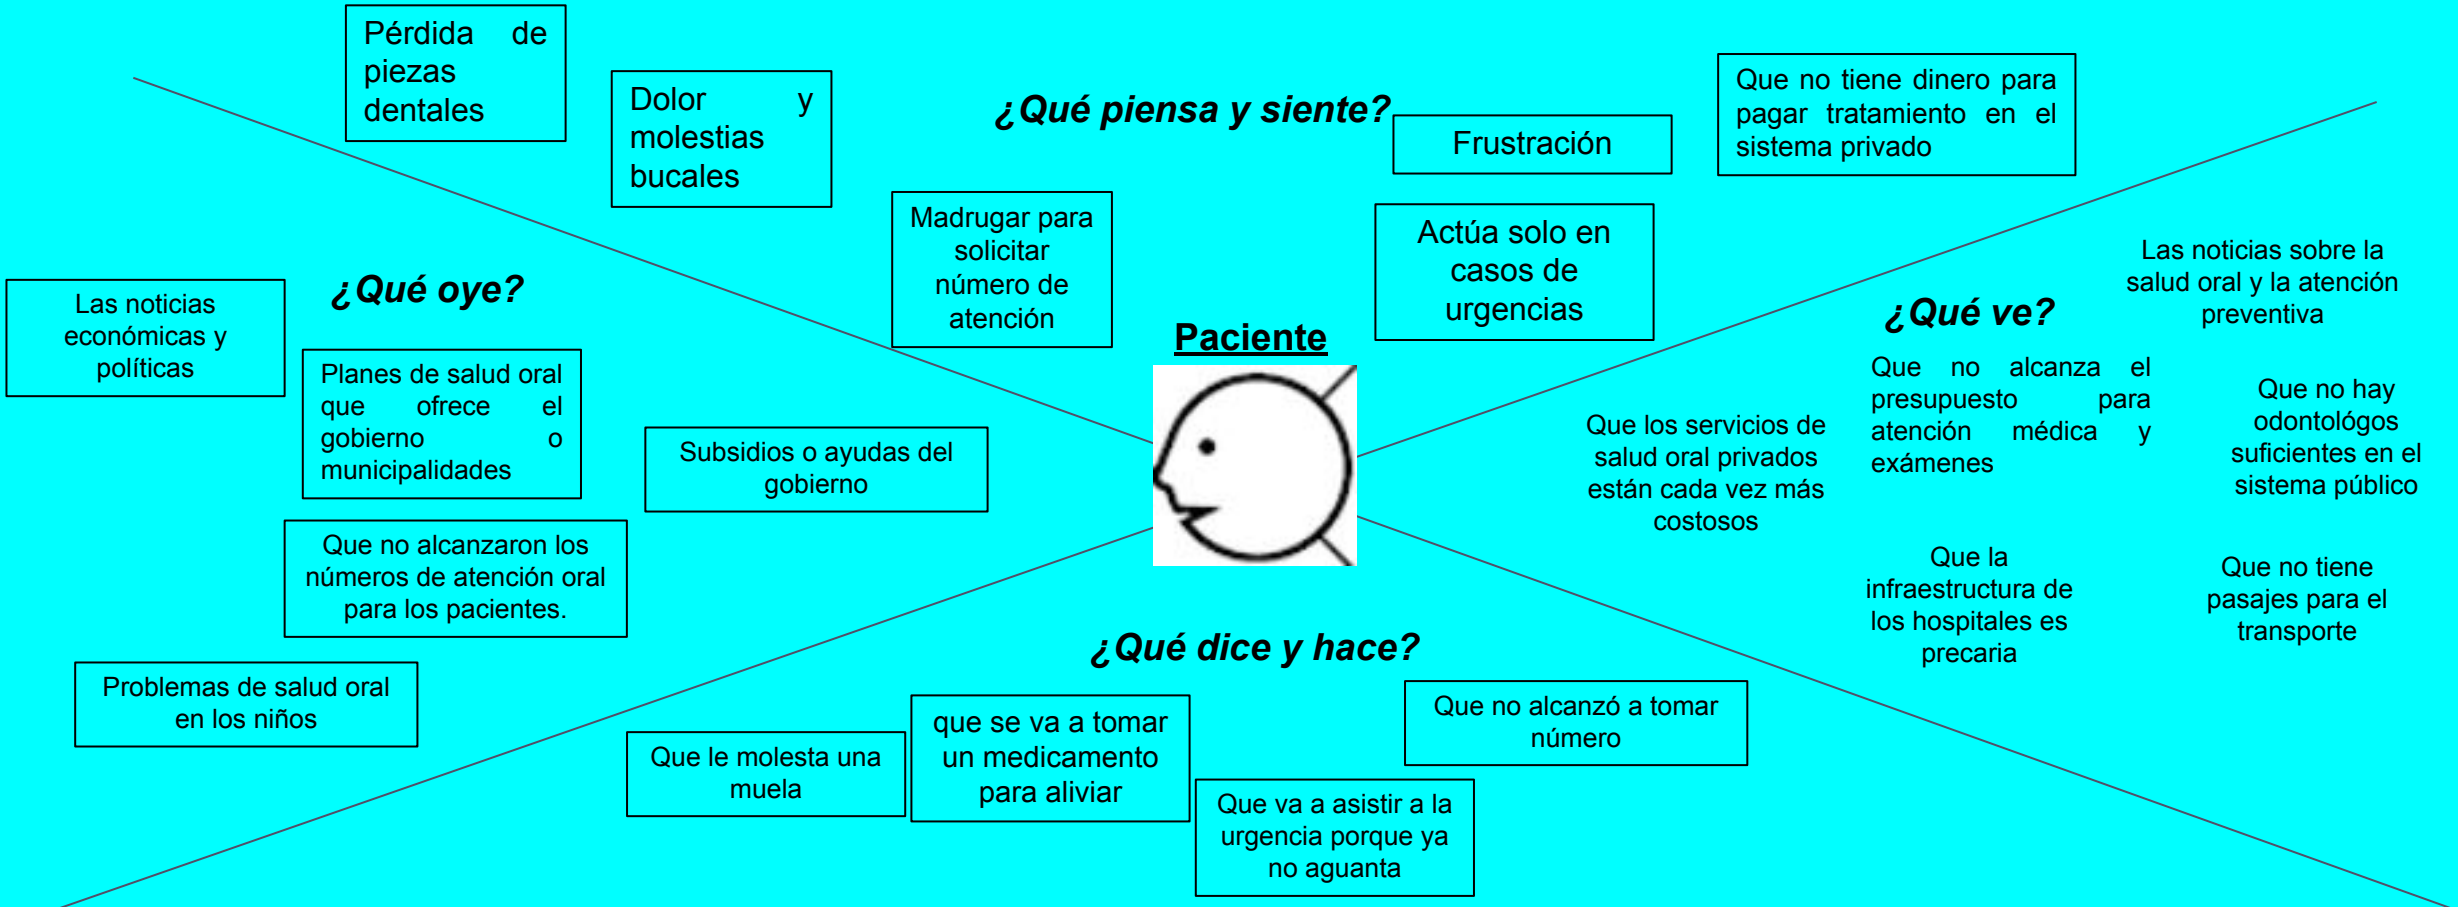 Pérdida de
piezas
dentales
Dolor y
molestias
bucales
¿Qué piensa y siente?
Frustración
Que no tiene dinero para
pagar tratamiento en el
sistema privado
Madrugar para
solicitar
número de
atención
Actúa solo en
casos de
urgencias
¿Qué oye?
Las noticias
económicas y
políticas
Planes de salud oral
que ofrece el
gobierno o
municipalidades
Subsidios o ayudas del
gobierno
Que no alcanzaron los
números de atención oral
para los pacientes.
Problemas de salud oral
en los niños
Paciente
¿Qué ve?
Las noticias sobre la
salud oral y la atención
preventiva
Que no alcanza el
presupuesto para
atención médica y
exámenes
Que no hay
odontológos
suficientes en el
sistema público
Que los servicios de
salud oral privados
están cada vez más
costosos
Que la
infraestructura de
los hospitales es
precaria
Que no tiene
pasajes para el
transporte
¿Qué dice y hace?
Que le molesta una
muela
que se va a tomar
un medicamento
para aliviar
Que no alcanzó a tomar
número
Que va a asistir a la
urgencia porque ya
no aguanta